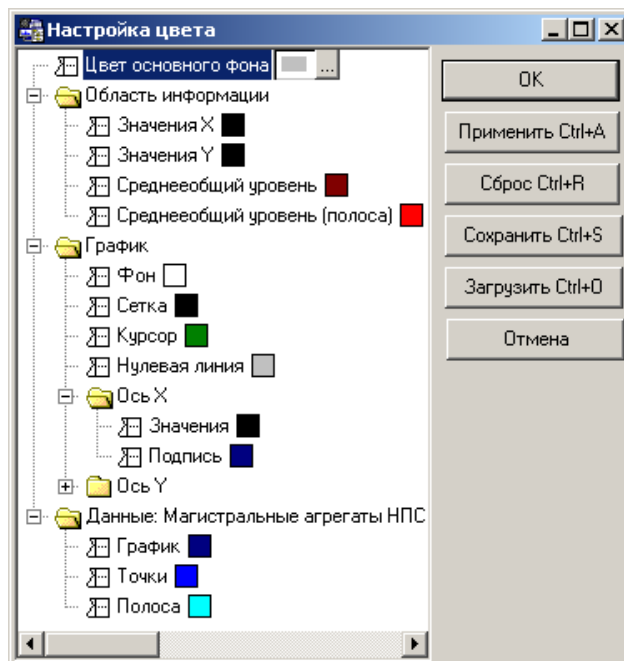 Настройка цвета
Цвет основного фона ...
Область информации
Значения X
Значения Y
Среднееобщий уровень
Среднееобщий уровень (полоса)
График
Фон
Сетка
Курсор
Нулевая линия
Ось X
Значения
Подпись
Ось Y
Данные: Магистральные агрегаты НПС
График
Точки
Полоса
OK
Применить Ctrl+A
Сброс Ctrl+R
Сохранить Ctrl+S
Загрузить Ctrl+O
Отмена